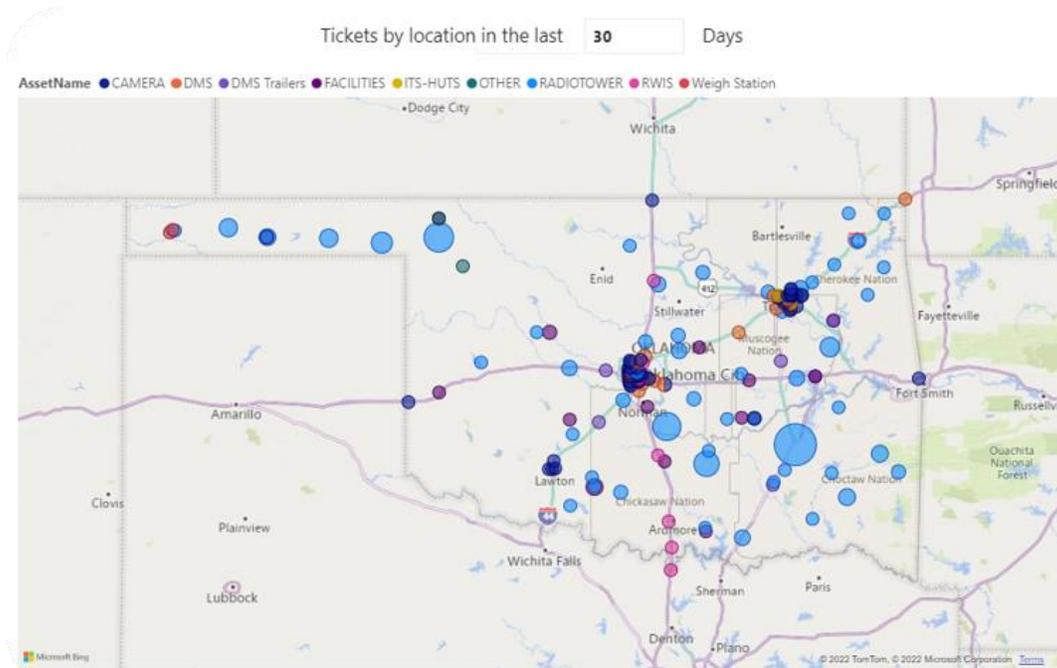 Tickets by location in the last 30 Days
AssetName CAMERA DMS DMS Trailers FACILITIES ITS-HUTS OTHER RADIOTOWER RWIS Weigh Station
Dodge City
Wichita
Springfield
Bartlesville
Enid
Cherokee Nation
412
Stillwater
Fayetteville
Muscogee
Nation
OKLAHOMA
Oklahoma City
Fort Smith
Amarillo
Norman
Russellv
Ouachita
National
Forest
Lawton
Choctaw Nation
Clovis
Chickasaw Nation
44
Plainview
Ardmore
Wichita Falls
Lubbock
Sherman
Paris
Denton
Plano
Microsoft Bing
© 2022 TomTom, © 2022 Microsoft Corporation Terms